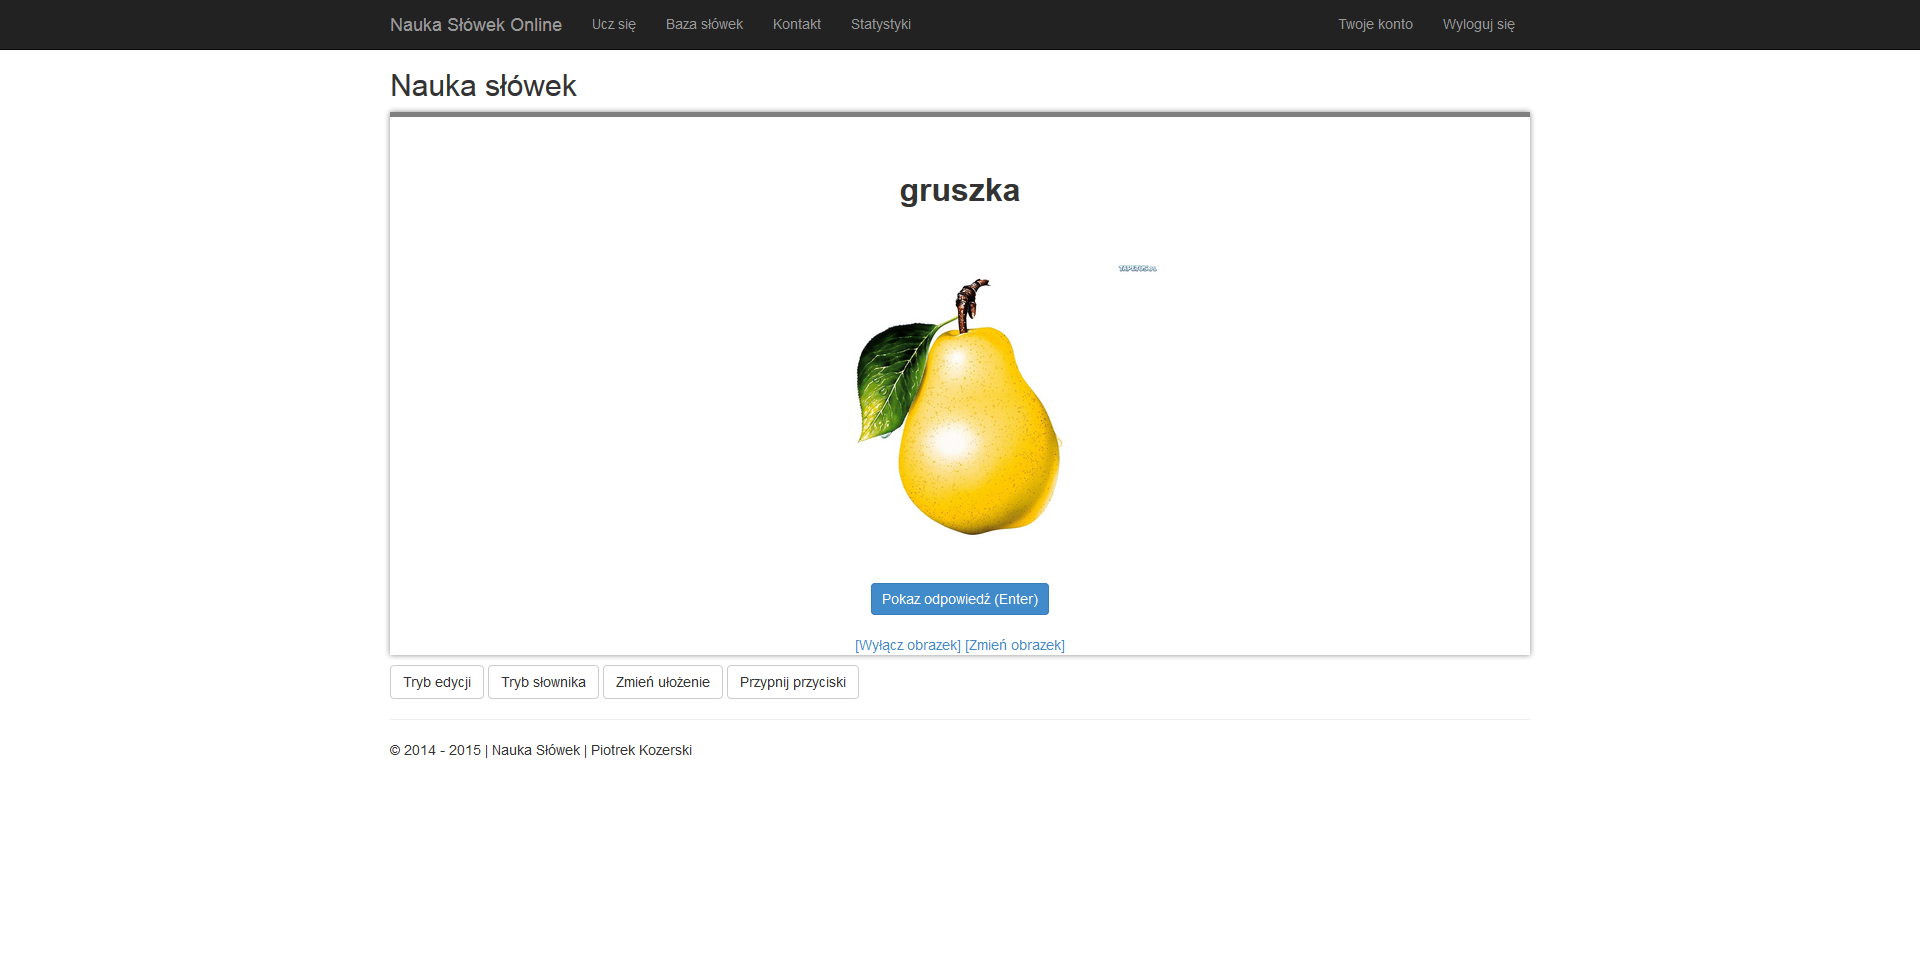 Nauka Słówek Online Ucz się Baza słówek Kontakt Statystyki Twoje konto Wyloguj się
Nauka słówek
gruszka
Pokaz odpowiedź (Enter)
[Wyłącz obrazek] [Zmień obrazek]
Tryb edycji Tryb słownika Zmień ułożenie Przypnij przyciski
© 2014 - 2015 | Nauka Słówek | Piotrek Kozerski